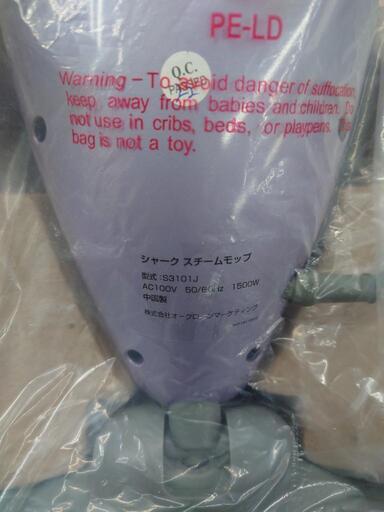 PE-LD
Q.C.
PASSED
Warning - To avoid danger of suffocation,
keep away from babies and children. Do
not use in cribs, beds, or playpens. This
bag is not a toy.
シャーク スチームモップ
型式:S3101J
AC100V 50/60Hz 1500W
中国製
株式会社オークローンマーケティング